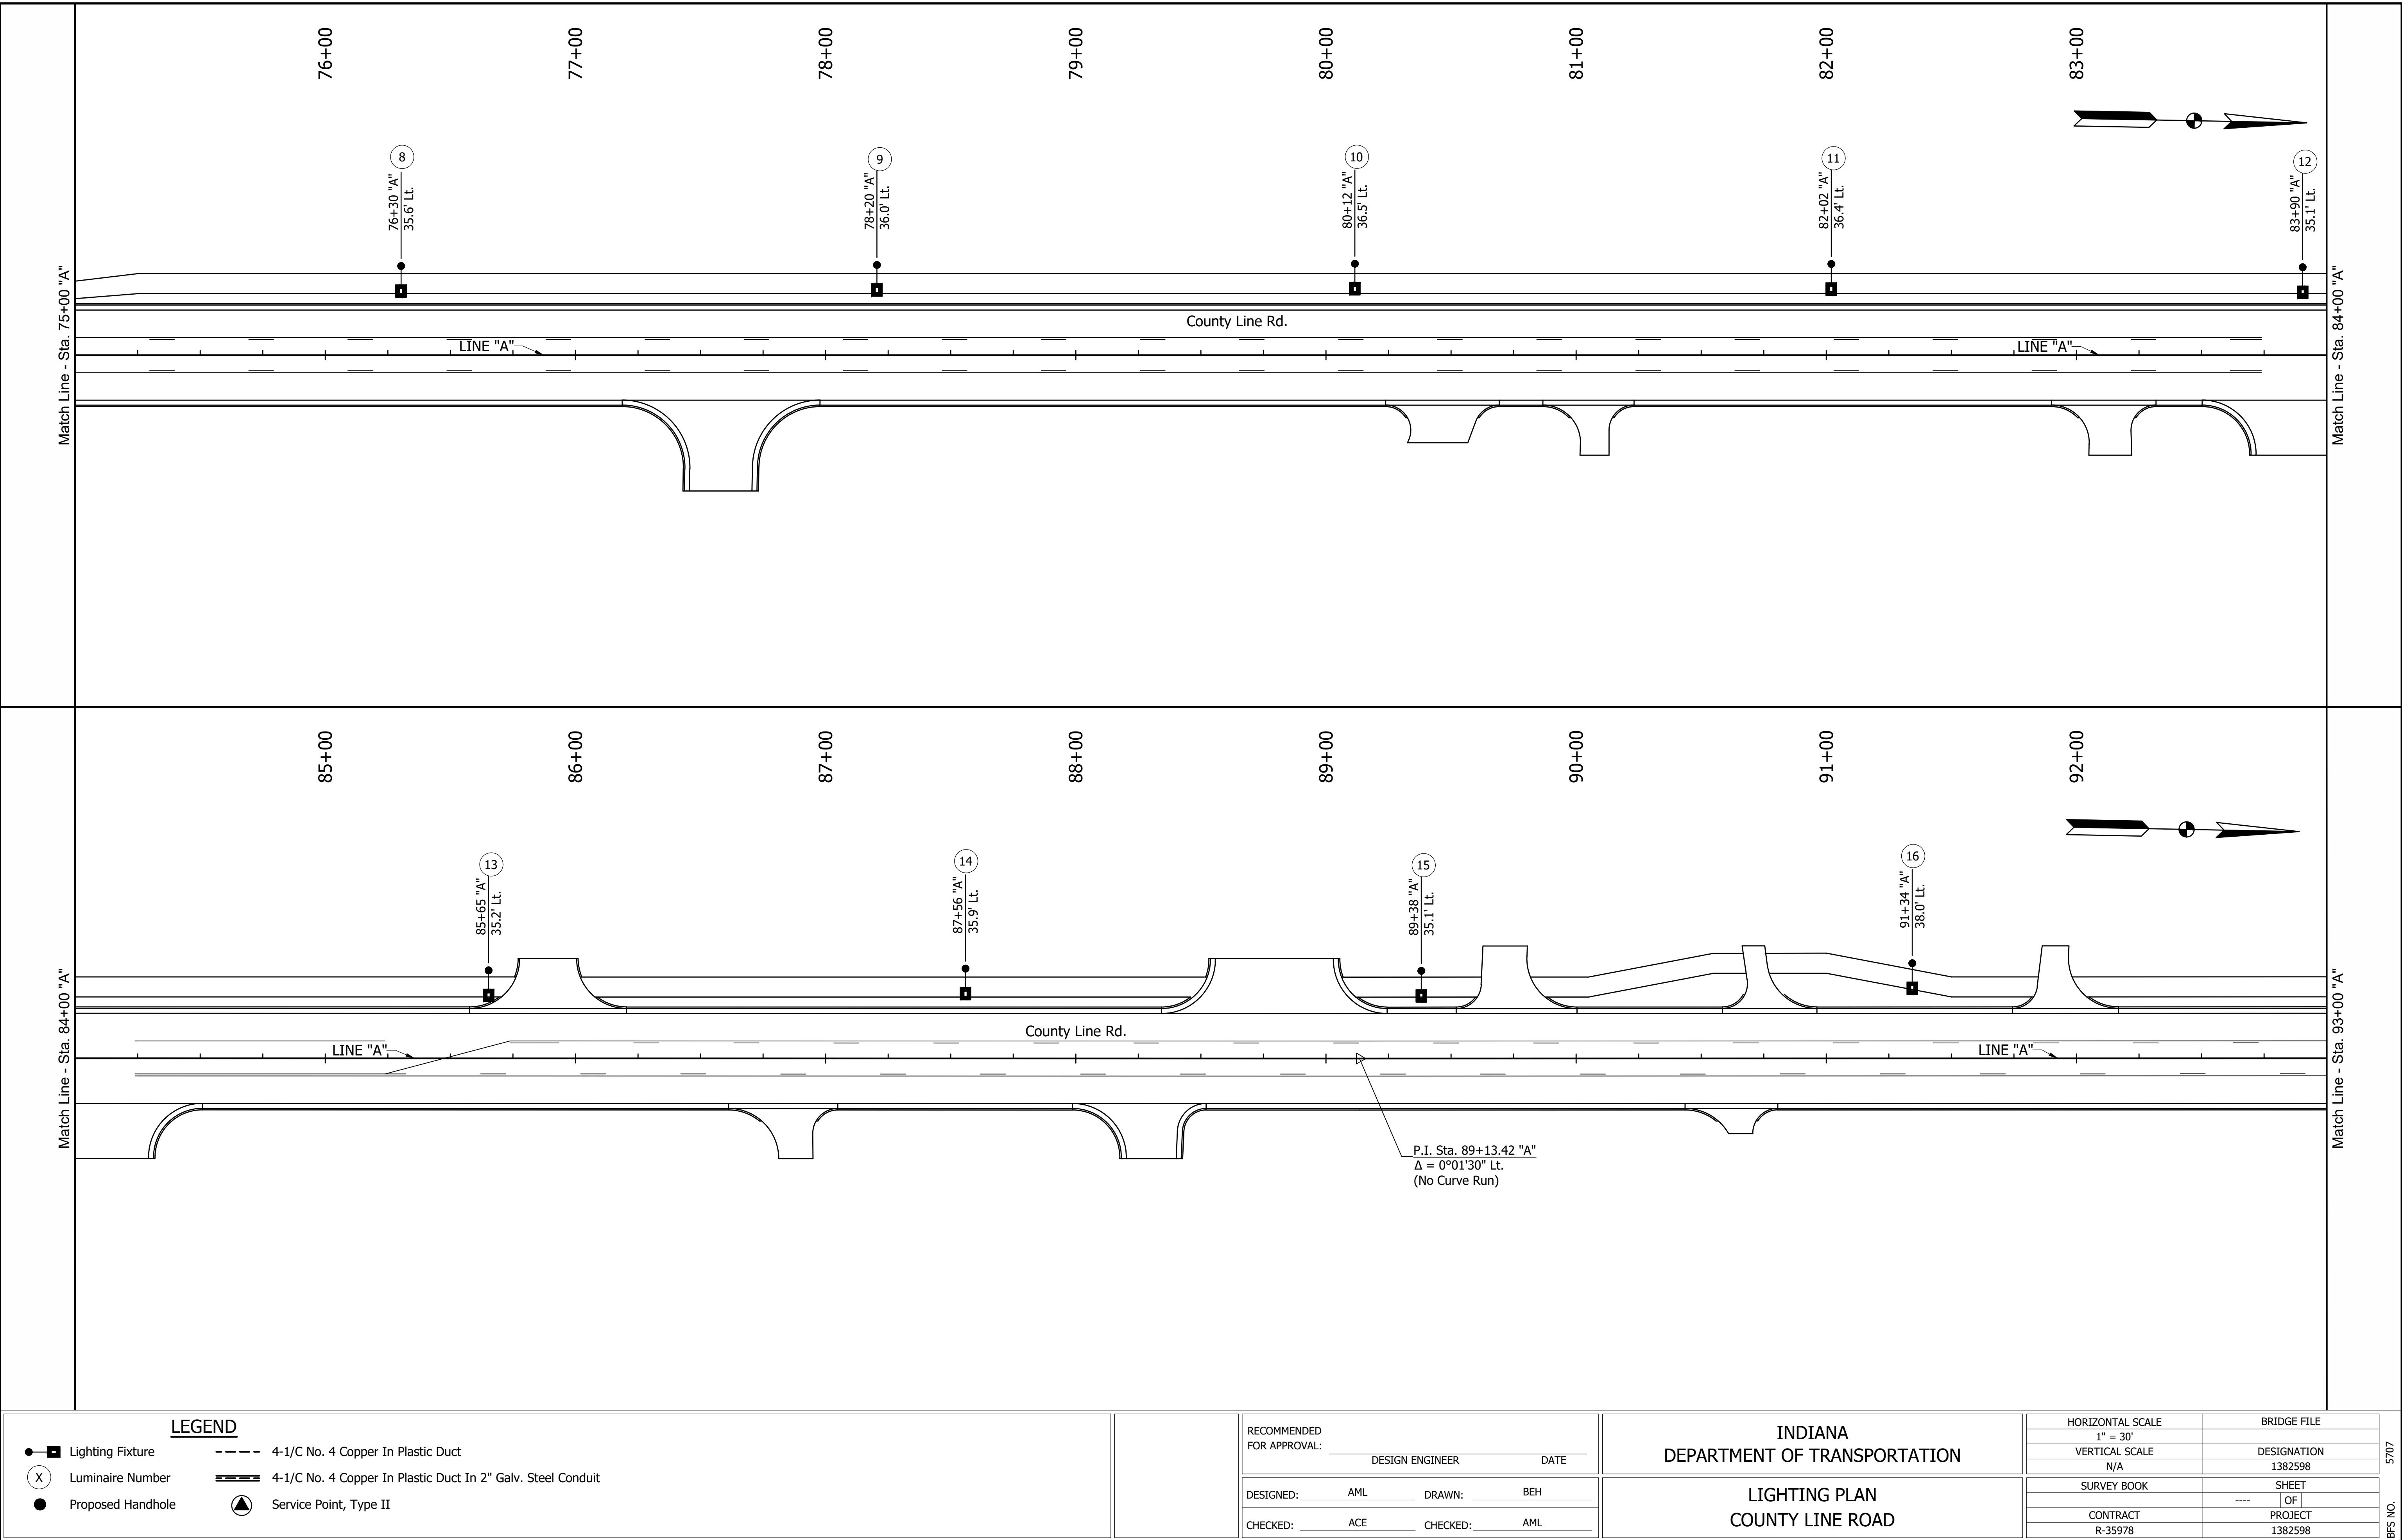 76+00
77+00
78+00
79+00
80+00
81+00
82+00
83+00
8
76+30 "A"
35.6' Lt.
9
78+20 "A"
36.0' Lt.
10
80+12 "A"
36.5' Lt.
11
82+02 "A"
36.4' Lt.
12
83+90 "A"
35.1' Lt.
Match Line - Sta. 75+00 "A"
County Line Rd.
LINE "A"
LINE "A"
Match Line - Sta. 84+00 "A"
85+00
86+00
87+00
88+00
89+00
90+00
91+00
92+00
13
85+65 "A"
35.2' Lt.
14
87+56 "A"
35.9' Lt.
15
89+38 "A"
35.1' Lt.
16
91+34 "A"
38.0' Lt.
Match Line - Sta. 84+00 "A"
County Line Rd.
LINE "A"
LINE "A"
Match Line - Sta. 93+00 "A"
P.I. Sta. 89+13.42 "A"
Δ = 0°01'30" Lt.
(No Curve Run)
LEGEND
Lighting Fixture
4-1/C No. 4 Copper In Plastic Duct
X Luminaire Number
4-1/C No. 4 Copper In Plastic Duct In 2" Galv. Steel Conduit
Proposed Handhole
Service Point, Type II
RECOMMENDED
FOR APPROVAL:
DESIGN ENGINEER DATE
DESIGNED: AML DRAWN: BEH
CHECKED: ACE CHECKED: AML
INDIANA
DEPARTMENT OF TRANSPORTATION
LIGHTING PLAN
COUNTY LINE ROAD
HORIZONTAL SCALE BRIDGE FILE
1" = 30'
VERTICAL SCALE DESIGNATION
N/A 1382598
SURVEY BOOK SHEET
---- OF
CONTRACT PROJECT
R-35978 1382598
BFS NO. 5707